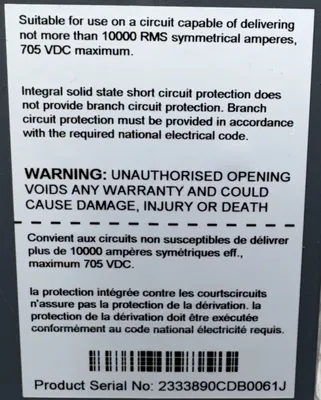 Suitable for use on a circuit capable of delivering
not more than 10000 RMS symmetrical amperes,
705 VDC maximum.
Integral solid state short circuit protection does
not provide branch circuit protection. Branch
circuit protection must be provided in accordance
with the required national electrical code.
WARNING: UNAUTHORISED OPENING
VOIDS ANY WARRANTY AND COULD
CAUSE DAMAGE, INJURY OR DEATH
Convient aux circuits non susceptibles de délivrer
plus de 10000 ampères symétriques eff.,
maximum 705 VDC.
la protection intégrée contre les courtscircuits
n'assure pas la protection de la dérivation. la
protection de la dérivation doit être exécutée
conformément au code national électricité requis.
Product Serial No: 2333890CDB0061J